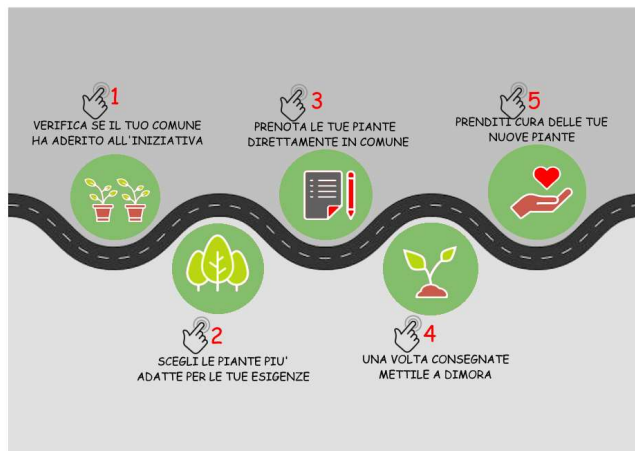 1
VERIFICA SE IL TUO COMUNE
HA ADERITO ALL'INIZIATIVA
2
SCEGLI LE PIANTE PIU'
ADATTE PER LE TUE ESIGENZE
3
PRENOTA LE TUE PIANTE
DIRETTAMENTE IN COMUNE
4
UNA VOLTA CONSEGNATE
METTILE A DIMORA
5
PRENDITI CURA DELLE TUE
NUOVE PIANTE